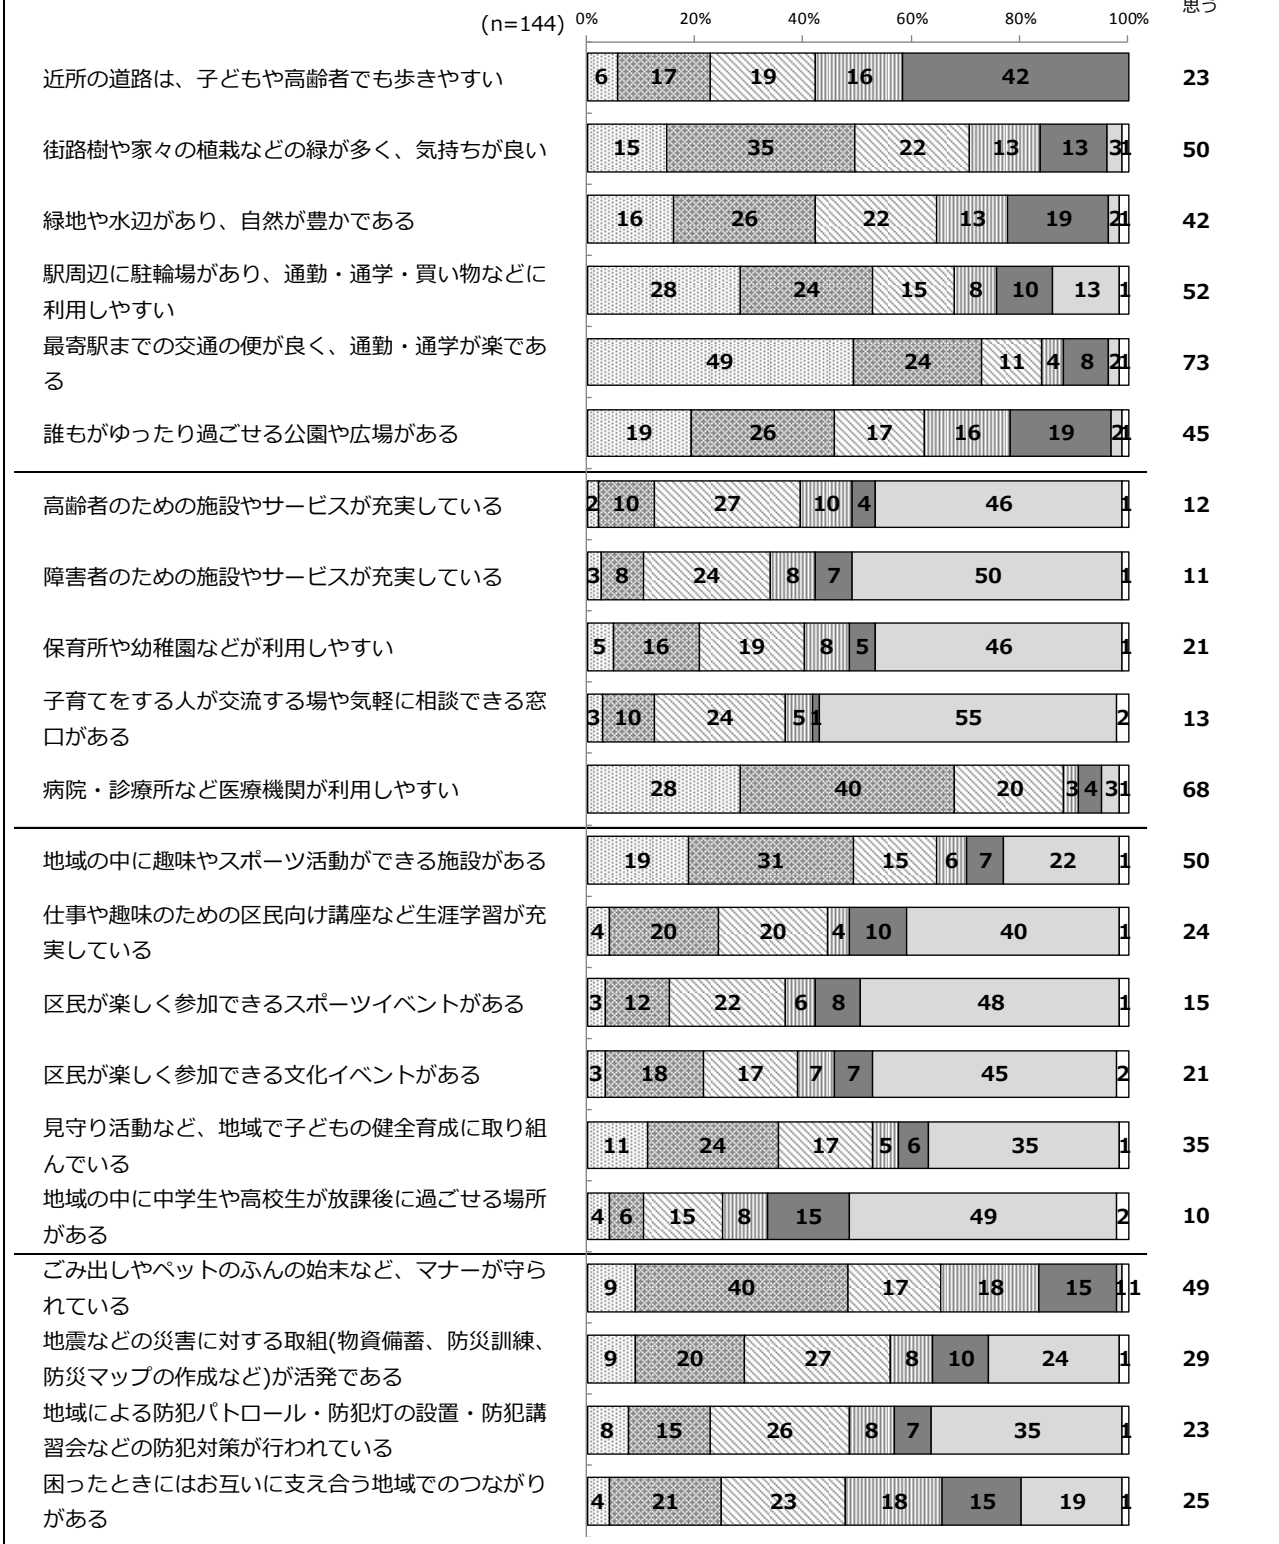 思う
(n=144) 0% 20% 40% 60% 80% 100%
近所の道路は、子どもや高齢者でも歩きやすい 6 17 19 16 42 23
街路樹や家々の植栽などの緑が多く、気持ちが良い 15 35 22 13 13 3 1 50
緑地や水辺があり、自然が豊かである 16 26 22 13 19 2 1 42
駅周辺に駐輪場があり、通勤・通学・買い物などに
利用しやすい 28 24 15 8 10 13 1 52
最寄駅までの交通の便が良く、通勤・通学が楽であ
る 49 24 11 4 8 2 1 73
誰もがゆったり過ごせる公園や広場がある 19 26 17 16 19 2 1 45
高齢者のための施設やサービスが充実している 2 10 27 10 4 46 1 12
障害者のための施設やサービスが充実している 3 8 24 8 7 50 1 11
保育所や幼稚園などが利用しやすい 5 16 19 8 5 46 1 21
子育てをする人が交流する場や気軽に相談できる窓
口がある 3 10 24 5 1 55 2 13
病院・診療所など医療機関が利用しやすい 28 40 20 3 4 3 1 68
地域の中に趣味やスポーツ活動ができる施設がある 19 31 15 6 7 22 1 50
仕事や趣味のための区民向け講座など生涯学習が充
実している 4 20 20 4 10 40 1 24
区民が楽しく参加できるスポーツイベントがある 3 12 22 6 8 48 1 15
区民が楽しく参加できる文化イベントがある 3 18 17 7 7 45 2 21
見守り活動など、地域で子どもの健全育成に取り組
んでいる 11 24 17 5 6 35 1 35
地域の中に中学生や高校生が放課後に過ごせる場所
がある 4 6 15 8 15 49 2 10
ごみ出しやペットのふんの始末など、マナーが守ら
れている 9 40 17 18 15 1 1 49
地震などの災害に対する取組(物資備蓄、防災訓練、
防災マップの作成など)が活発である 9 20 27 8 10 24 1 29
地域による防犯パトロール・防犯灯の設置・防犯講
習会などの防犯対策が行われている 8 15 26 8 7 35 1 23
困ったときにはお互いに支え合う地域でのつながり
がある 4 21 23 18 15 19 1 25